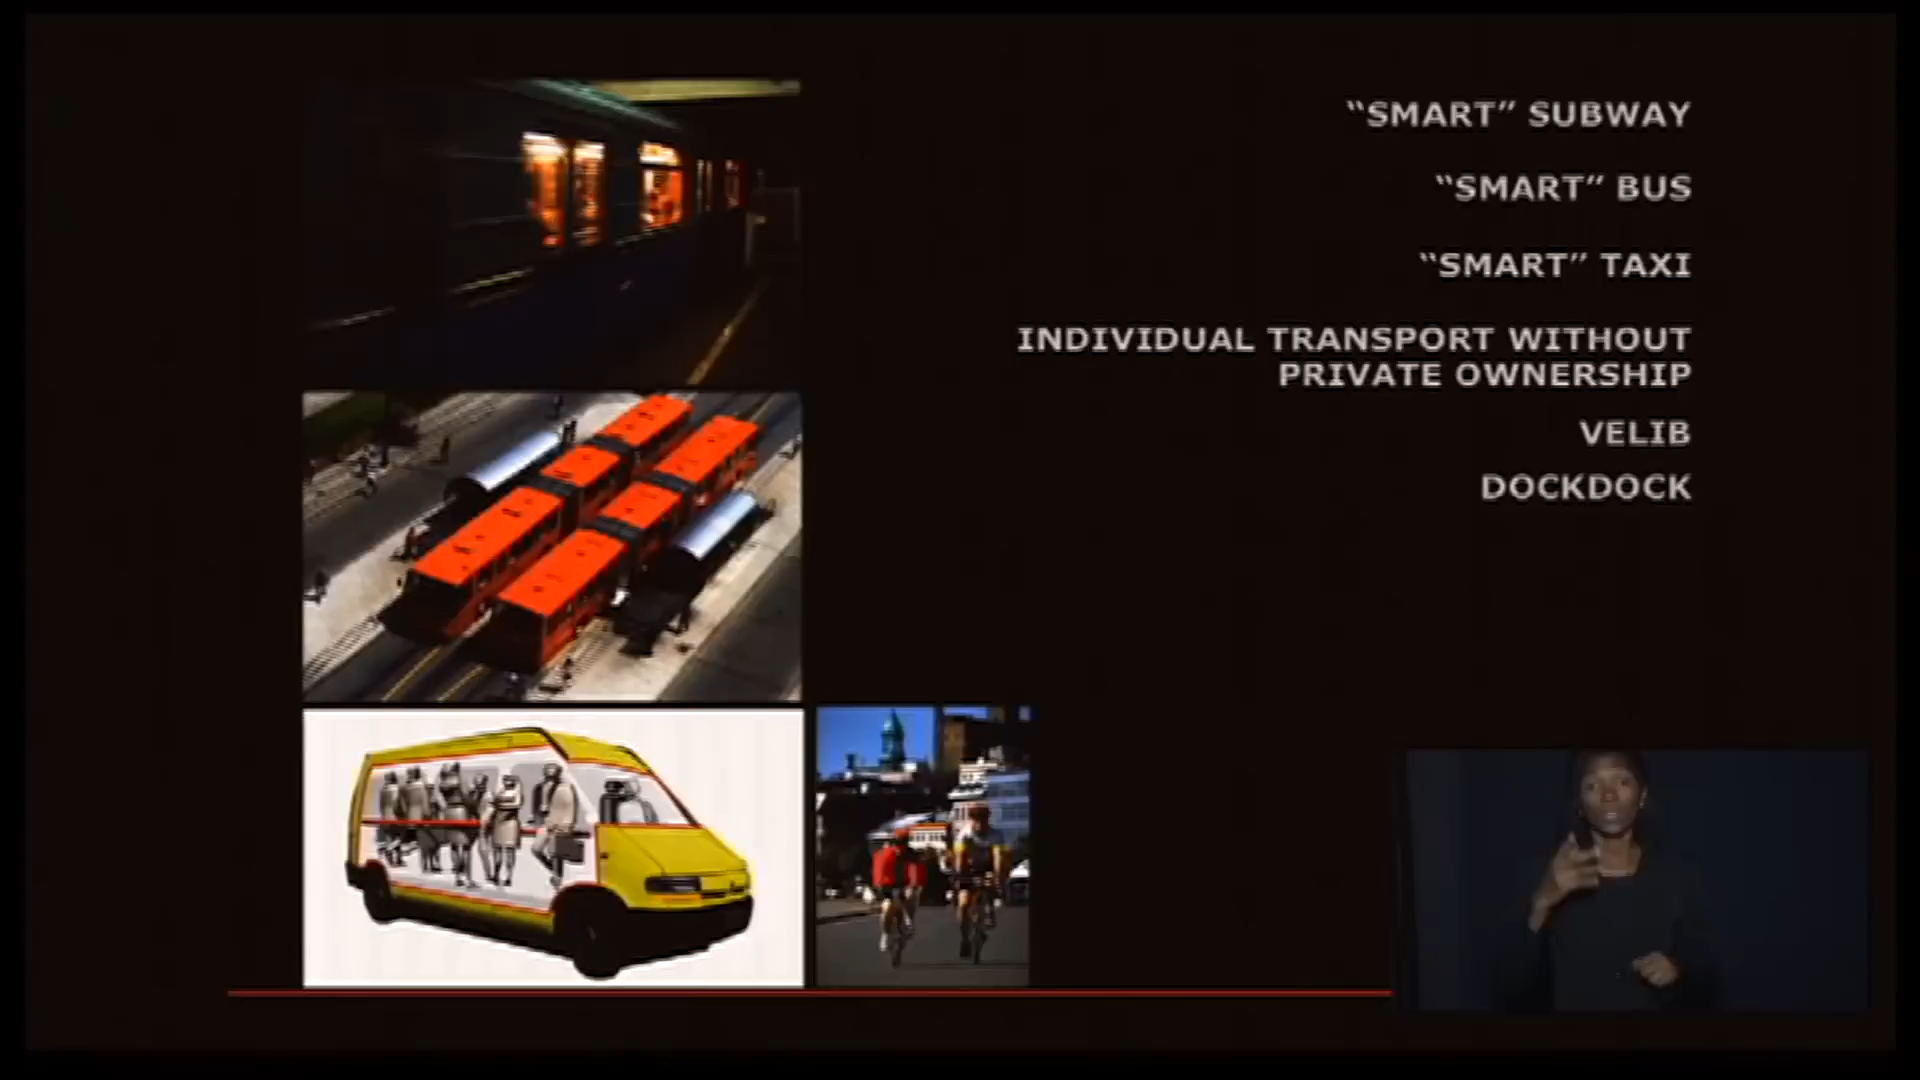 “SMART” SUBWAY
“SMART” BUS
“SMART” TAXI
INDIVIDUAL TRANSPORT WITHOUT
PRIVATE OWNERSHIP
VELIB
DOCKDOCK